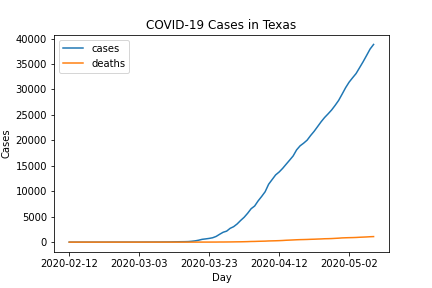 COVID-19 Cases in Texas
40000
35000
30000
25000
20000
15000
10000
5000
0
cases
deaths
Cases
2020-02-12 2020-03-03 2020-03-23 2020-04-12 2020-05-02
Day